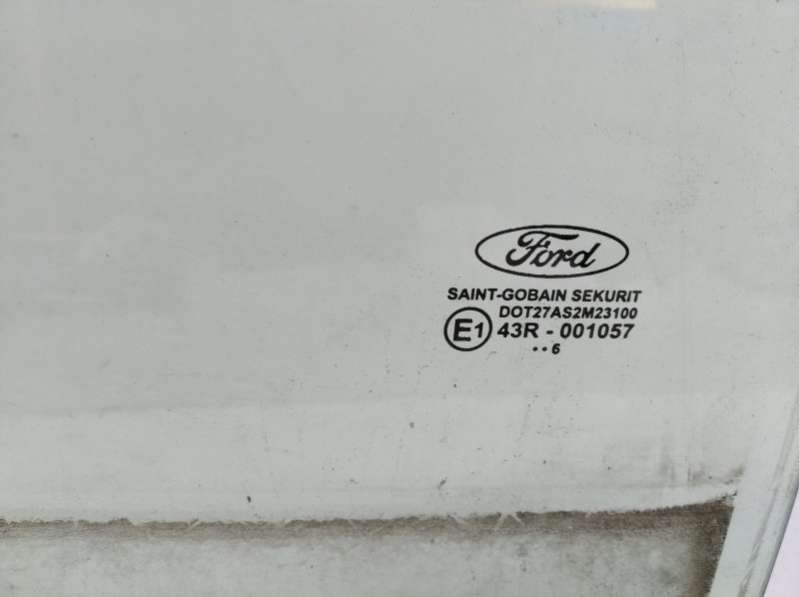 Ford
SAINT-GOBAIN SEKURIT
DOT27AS2M23100
E1 43R - 001057
··6